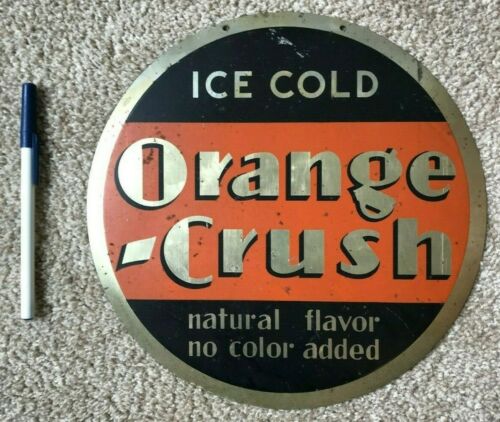 ICE COLD
Orange
-Crush
natural flavor
no color added